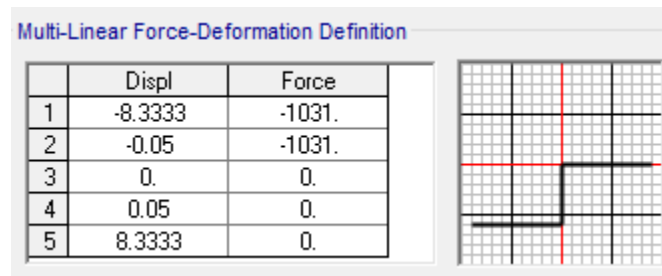 Multi-Linear Force-Deformation Definition
Displ Force
1 -8.3333 -1031.
2 -0.05 -1031.
3 0. 0.
4 0.05 0.
5 8.3333 0.